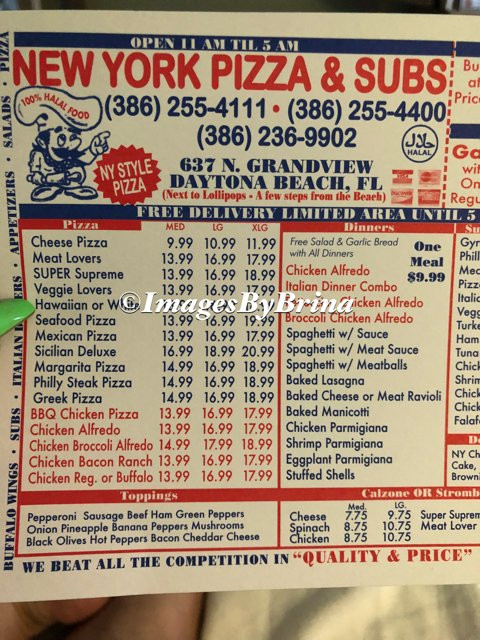 OPEN 11 AM TIL 5 AM
NEW YORK PIZZA & SUBS
100% HALAL FOOD
(386) 255-4111 • (386) 255-4400
(386) 236-9902
HALAL
حلال
NY STYLE
PIZZA
637 N. GRANDVIEW
DAYTONA BEACH, FL
(Next to Lollipops - A few steps from the Beach)
FREE DELIVERY LIMITED AREA UNTIL 5
BUFFALO WINGS • SUBS • ITALIAN • APPETIZERS • SALADS • PIZZA
Pizza MED LG XLG
Cheese Pizza 9.99 10.99 11.99
Meat Lovers 13.99 16.99 17.99
SUPER Supreme 13.99 16.99 18.99
Veggie Lovers 13.99 16.99 17.99
Hawaiian or
©ImagesByBrina
Seafood Pizza 13.99 16.99 19.99
Mexican Pizza 13.99 16.99 17.99
Sicilian Deluxe 16.99 18.99 20.99
Margarita Pizza 14.99 16.99 18.99
Philly Steak Pizza 14.99 16.99 18.99
Greek Pizza 14.99 16.99 18.99
BBQ Chicken Pizza 13.99 16.99 17.99
Chicken Alfredo 13.99 16.99 17.99
Chicken Broccoli Alfredo 14.99 17.99 18.99
Chicken Bacon Ranch 13.99 16.99 17.99
Chicken Reg. or Buffalo 13.99 16.99 17.99
Dinners
Free Salad & Garlic Bread
with All Dinners
One
Meal
$9.99
Chicken Alfredo
Italian Dinner Combo
Chicken Alfredo
Broccoli Chicken Alfredo
Spaghetti w/ Sauce
Spaghetti w/ Meat Sauce
Spaghetti w/ Meatballs
Baked Lasagna
Baked Cheese or Meat Ravioli
Baked Manicotti
Chicken Parmigiana
Shrimp Parmigiana
Eggplant Parmigiana
Stuffed Shells
Toppings
Pepperoni Sausage Beef Ham Green Peppers
Onion Pineapple Banana Peppers Mushrooms
Black Olives Hot Peppers Bacon Cheddar Cheese
Calzone OR Stromb
Med. LG.
Cheese 7.75 9.75 Super Suprem
Spinach 8.75 10.75 Meat Lover
Chicken 8.75 10.75
WE BEAT ALL THE COMPETITION IN "QUALITY & PRICE"